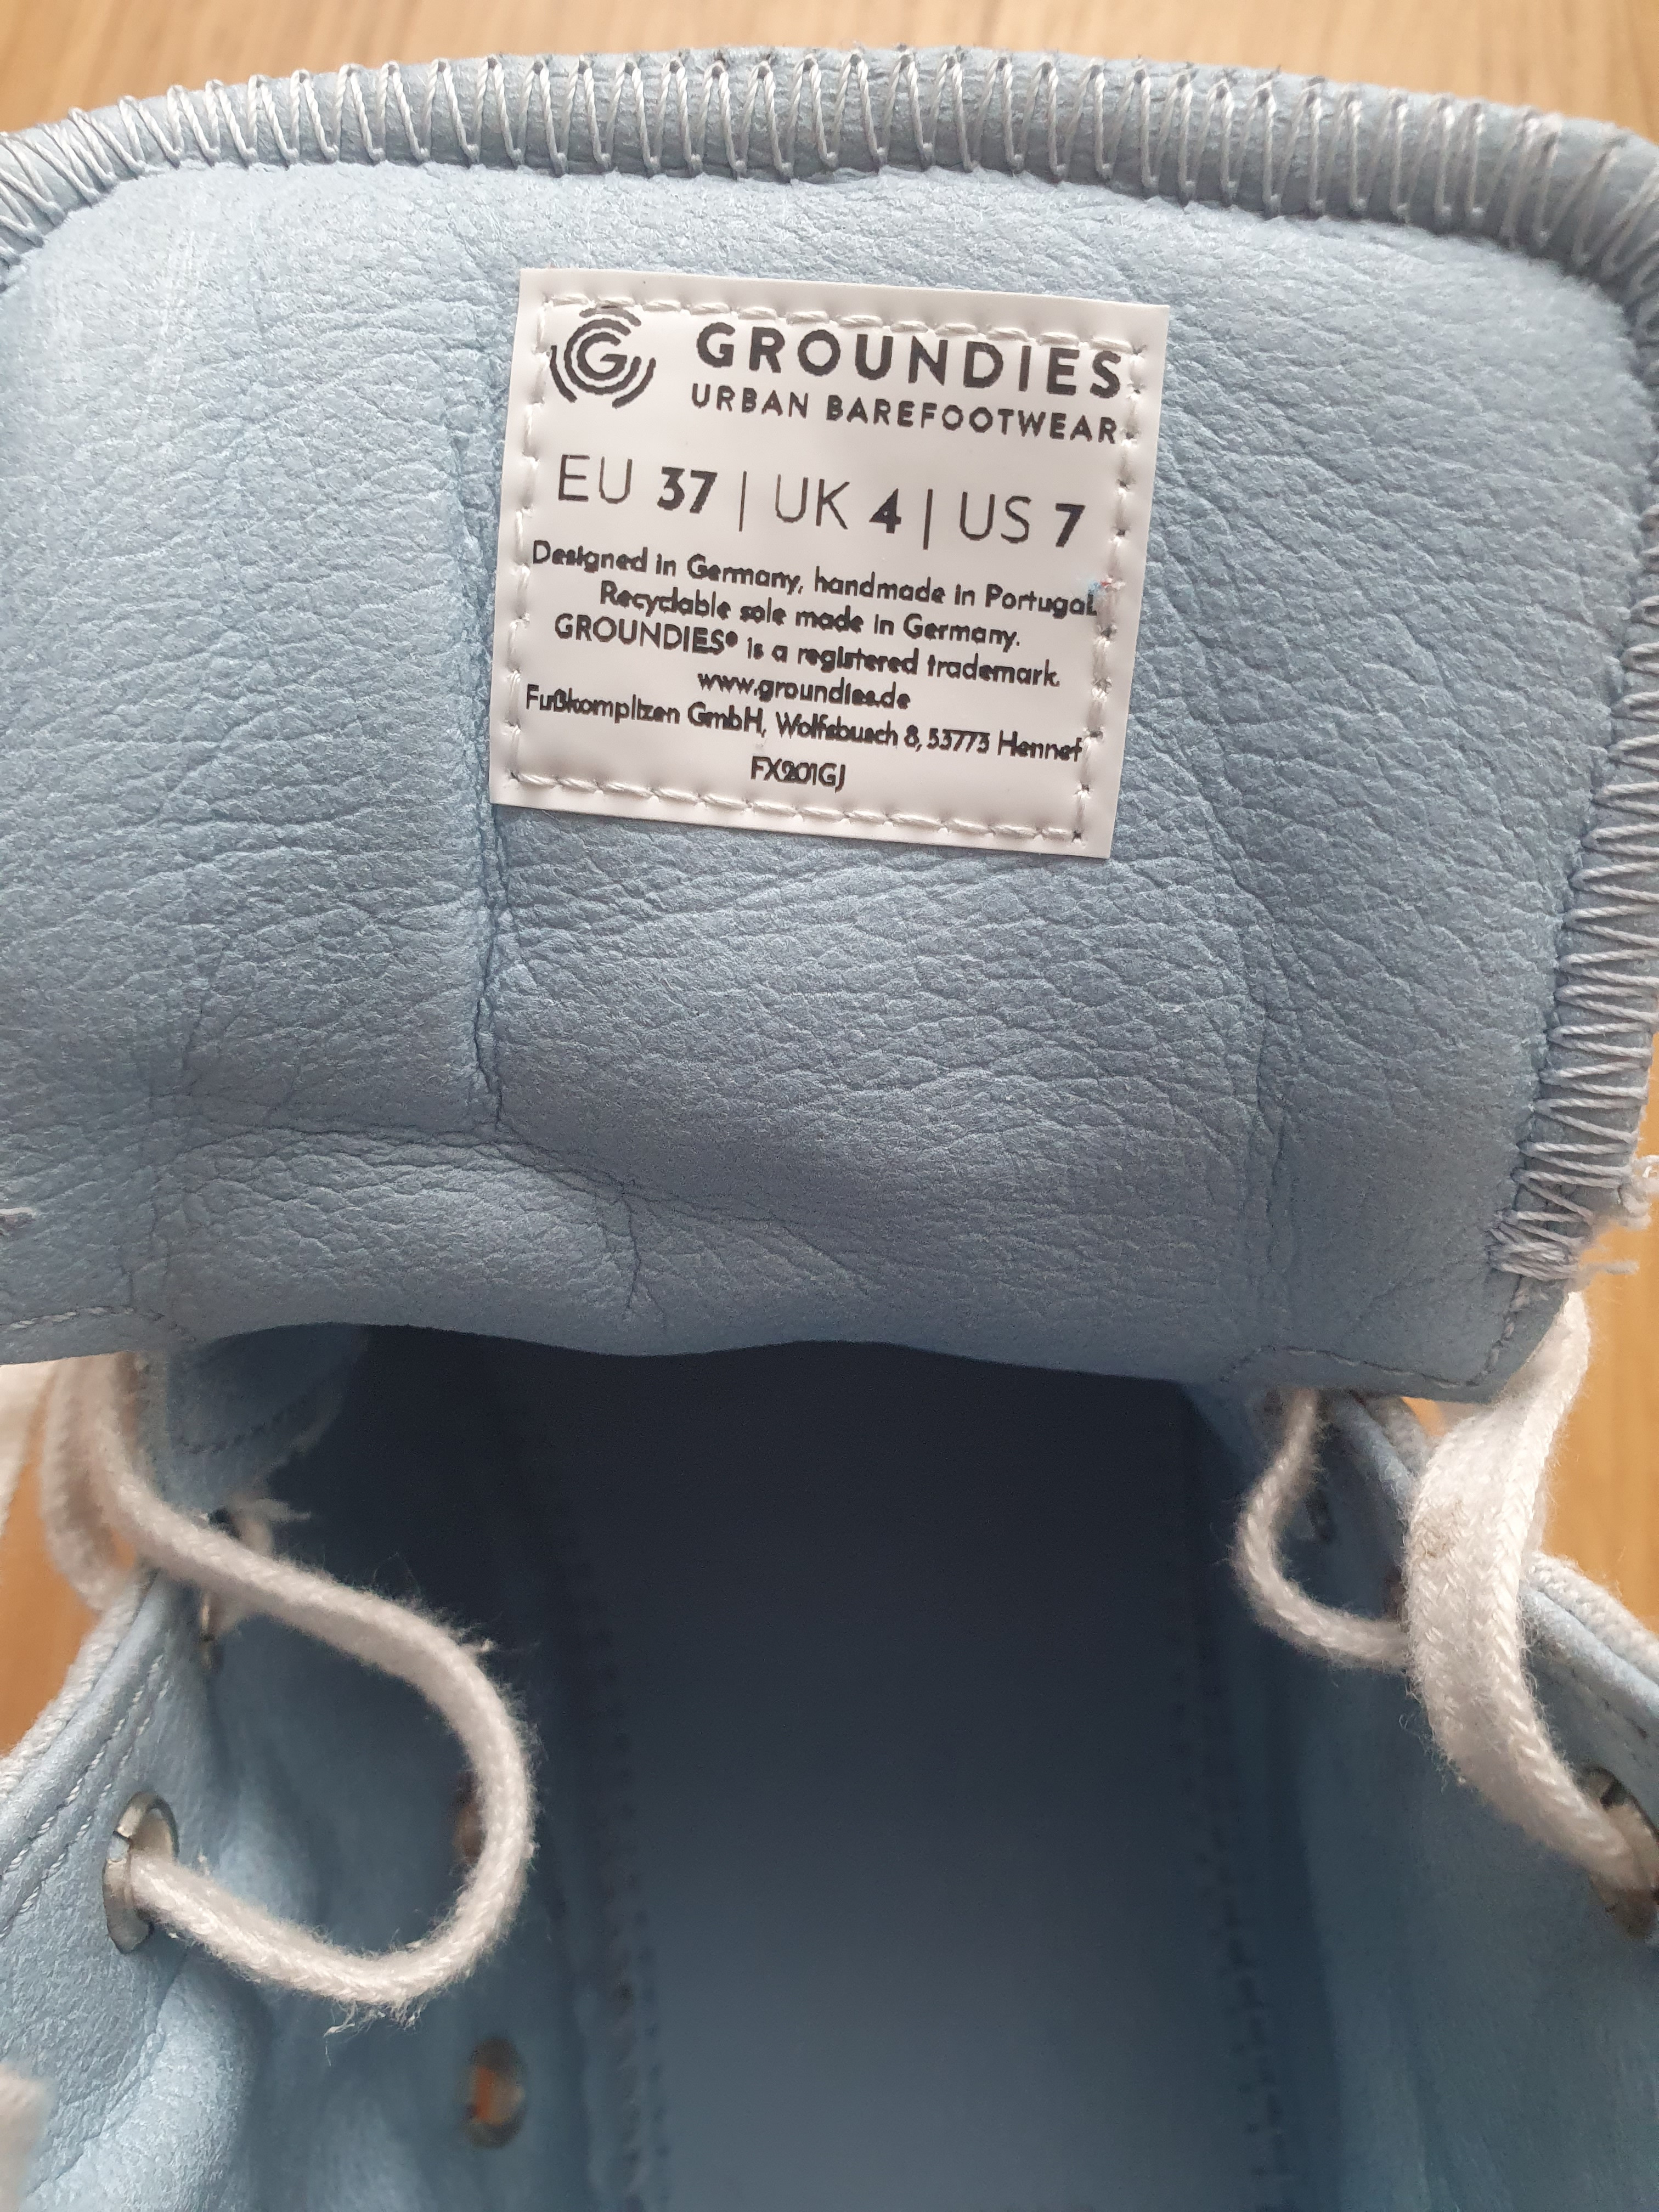 G GROUNDIES
URBAN BAREFOOTWEAR
EU 37 | UK 4 | US 7
Designed in Germany, handmade in Portugal.
Recyclable sole made in Germany.
GROUNDIES® is a registered trademark.
www.groundies.de
Fußkomplizen GmbH, Wolfsbusch 8, 53773 Hennef
FX201GJ